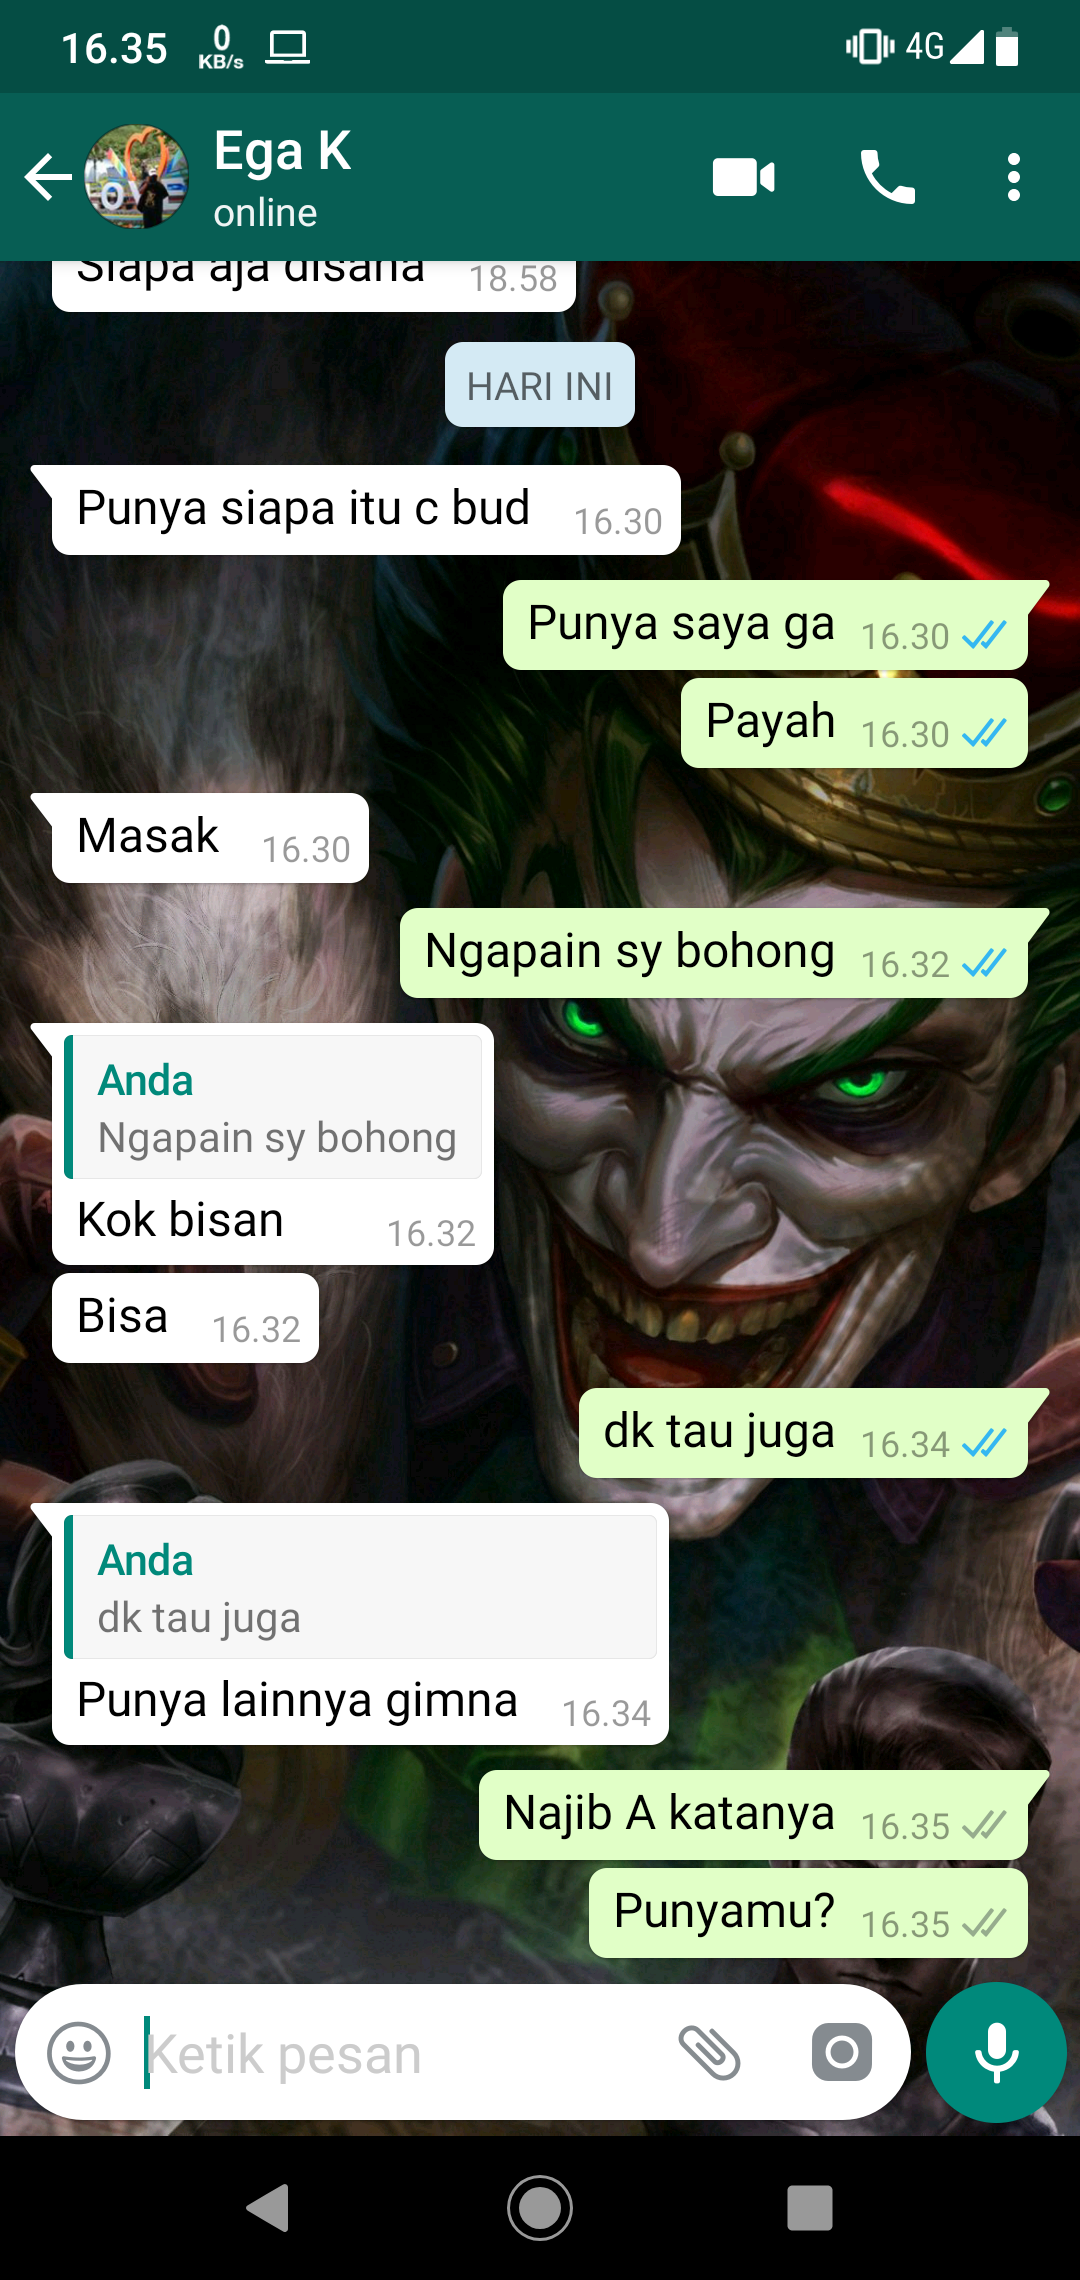 16.35 0 KB/s 4G
Ega K
online
Siapa aja disana 18.58
HARI INI
Punya siapa itu c bud 16.30
Punya saya ga 16.30
Payah 16.30
Masak 16.30
Ngapain sy bohong 16.32
Anda
Ngapain sy bohong
Kok bisan 16.32
Bisa 16.32
dk tau juga 16.34
Anda
dk tau juga
Punya lainnya gimna 16.34
Najib A katanya 16.35
Punyamu? 16.35
Ketik pesan